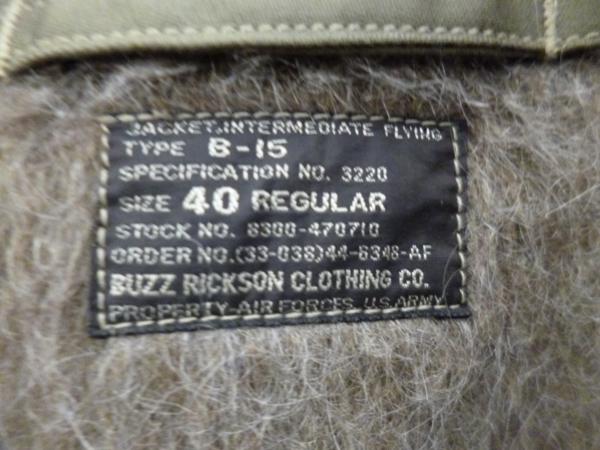 JACKET, INTERMEDIATE FLYING
TYPE B-15
SPECIFICATION NO. 3220
SIZE 40 REGULAR
STOCK NO. 8300-470710
ORDER NO.(33-038)44-6348-AF
BUZZ RICKSON CLOTHING CO.
PROPERTY-AIR FORCES, U.S. ARMY